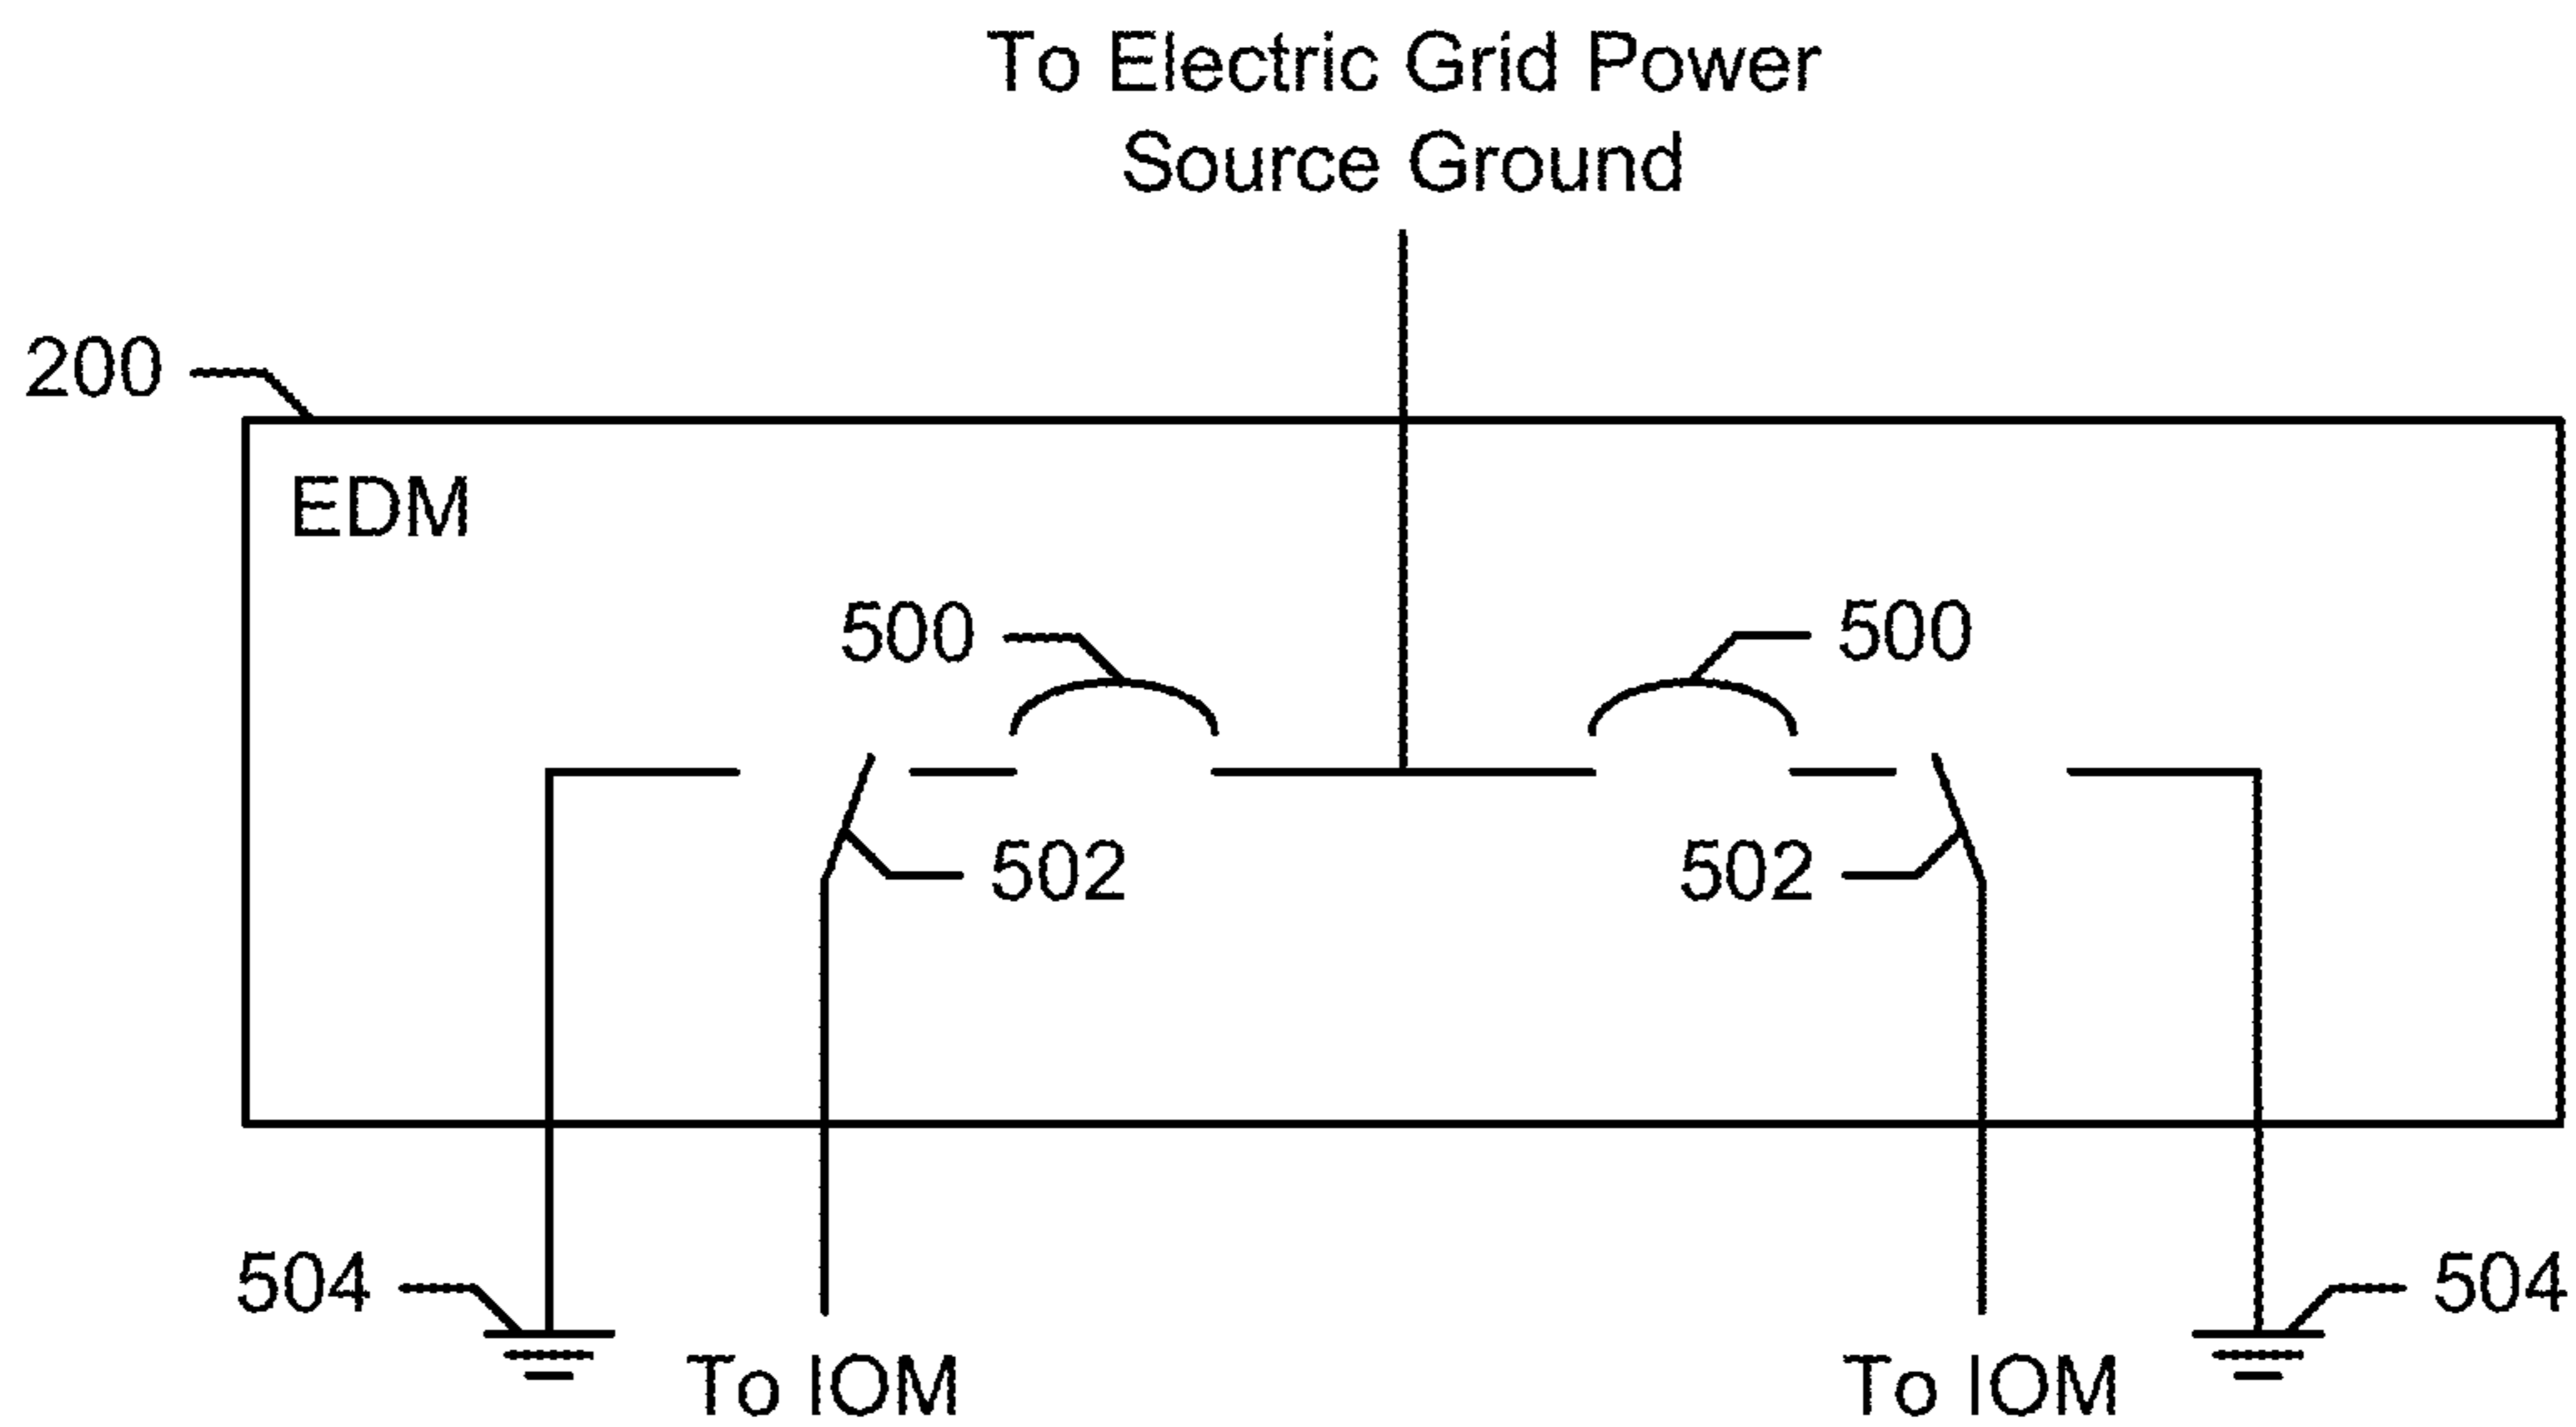 To Electric Grid Power
Source Ground
200
EDM
500
500
502
502
504
504
To IOM
To IOM